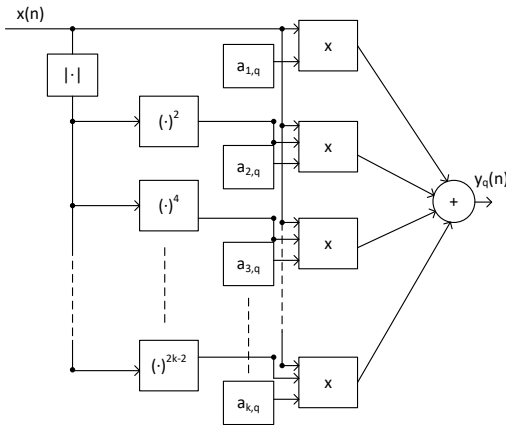 x(n)
|·|
a1,q
x
(·)²
a2,q
x
yq(n)
+
(·)⁴
a3,q
x
(·)²ᵏ⁻²
x
ak,q